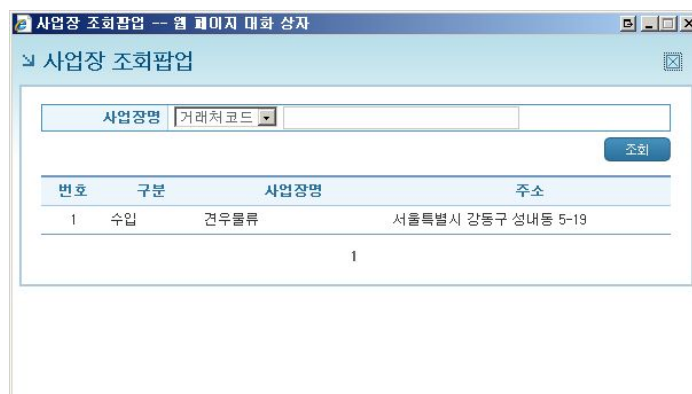 사업장 조회팝업 -- 웹 페이지 대화 상자
사업장 조회팝업
사업장명 거래처코드
조회
번호 구분 사업장명 주소
1 수입 견우물류 서울특별시 강동구 성내동 5-19
1